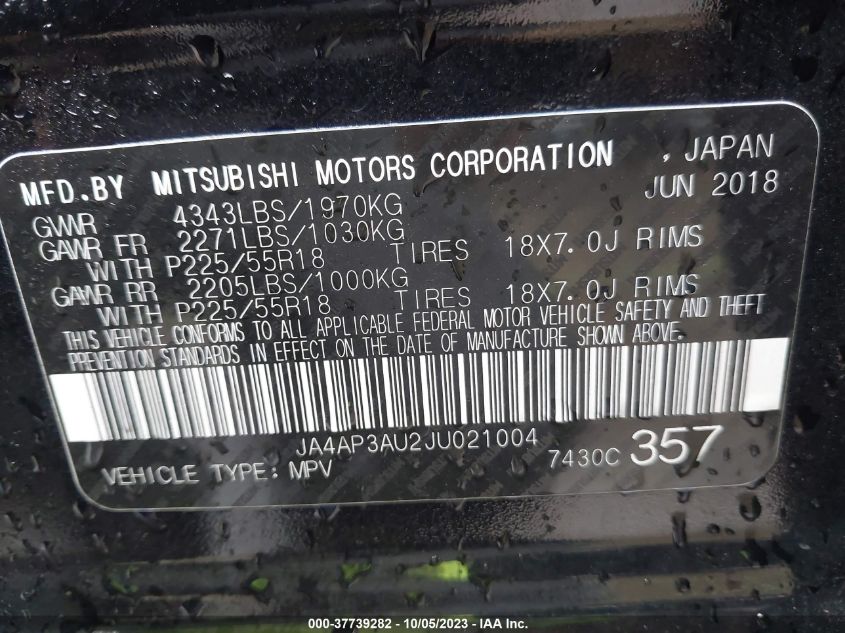 MFD.BY MITSUBISHI MOTORS CORPORATION , JAPAN
JUN 2018
GVWR 4343LBS/1970KG
GAWR FR 2271LBS/1030KG
WITH P225/55R18 TIRES 18X7.0J RIMS
GAWR RR 2205LBS/1000KG
WITH P225/55R18 TIRES 18X7.0J RIMS
THIS VEHICLE CONFORMS TO ALL APPLICABLE FEDERAL MOTOR VEHICLE SAFETY AND THEFT
PREVENTION STANDARDS IN EFFECT ON THE DATE OF MANUFACTURE SHOWN ABOVE.
JA4AP3AU2JU021004
VEHICLE TYPE: MPV 7430C 357
000-37739282 - 10/05/2023 - IAA Inc.